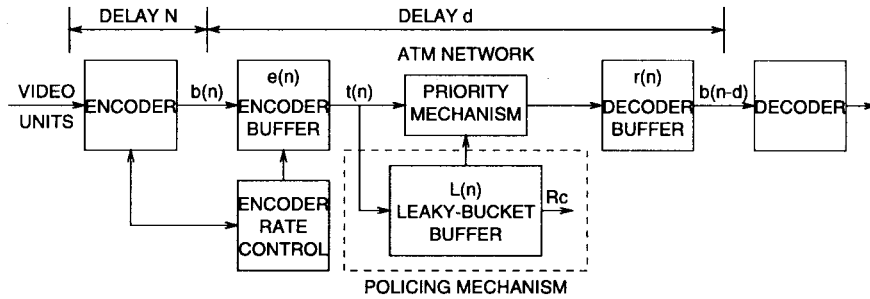 DELAY N
DELAY d
ATM NETWORK
VIDEO
UNITS
ENCODER
b(n)
e(n)
ENCODER
BUFFER
t(n)
PRIORITY
MECHANISM
r(n)
DECODER
BUFFER
b(n-d)
DECODER
ENCODER
RATE
CONTROL
L(n)
LEAKY-BUCKET
BUFFER
Rc
POLICING MECHANISM